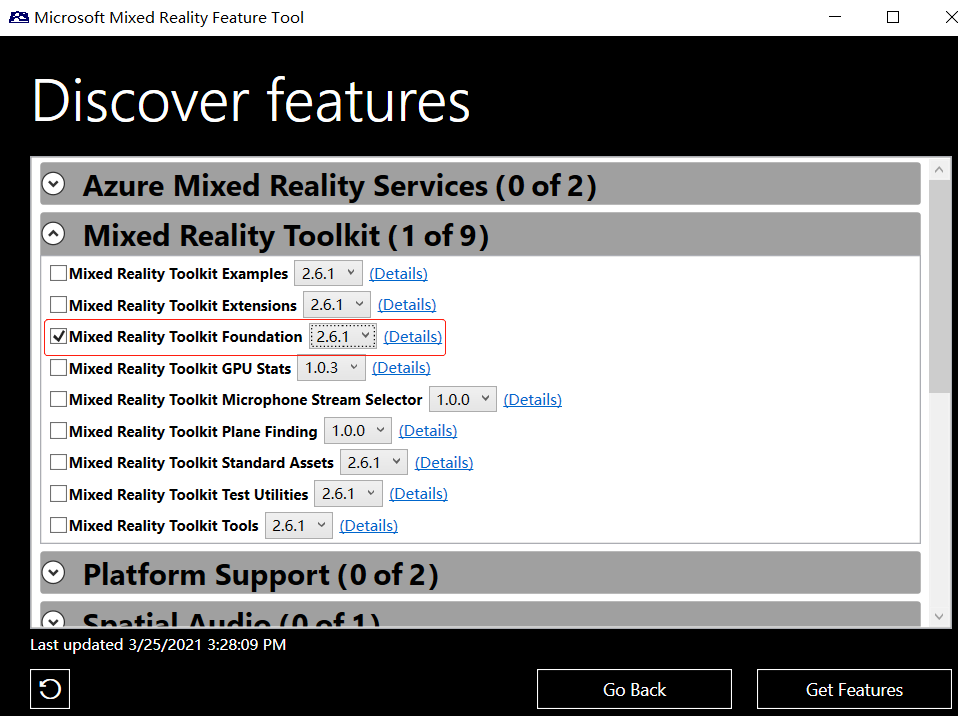 Microsoft Mixed Reality Feature Tool
Discover features
Azure Mixed Reality Services (0 of 2)
Mixed Reality Toolkit (1 of 9)
Mixed Reality Toolkit Examples 2.6.1 (Details)
Mixed Reality Toolkit Extensions 2.6.1 (Details)
Mixed Reality Toolkit Foundation 2.6.1 (Details)
Mixed Reality Toolkit GPU Stats 1.0.3 (Details)
Mixed Reality Toolkit Microphone Stream Selector 1.0.0 (Details)
Mixed Reality Toolkit Plane Finding 1.0.0 (Details)
Mixed Reality Toolkit Standard Assets 2.6.1 (Details)
Mixed Reality Toolkit Test Utilities 2.6.1 (Details)
Mixed Reality Toolkit Tools 2.6.1 (Details)
Platform Support (0 of 2)
Spatial Audio (0 of 1)
Last updated 3/25/2021 3:28:09 PM
Go Back Get Features